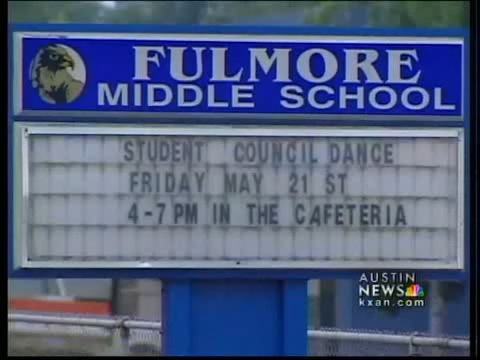 FULMORE
MIDDLE SCHOOL
STUDENT COUNCIL DANCE
FRIDAY MAY 21 ST
4-7 PM IN THE CAFETERIA
AUSTIN
NEWS
kxan.com